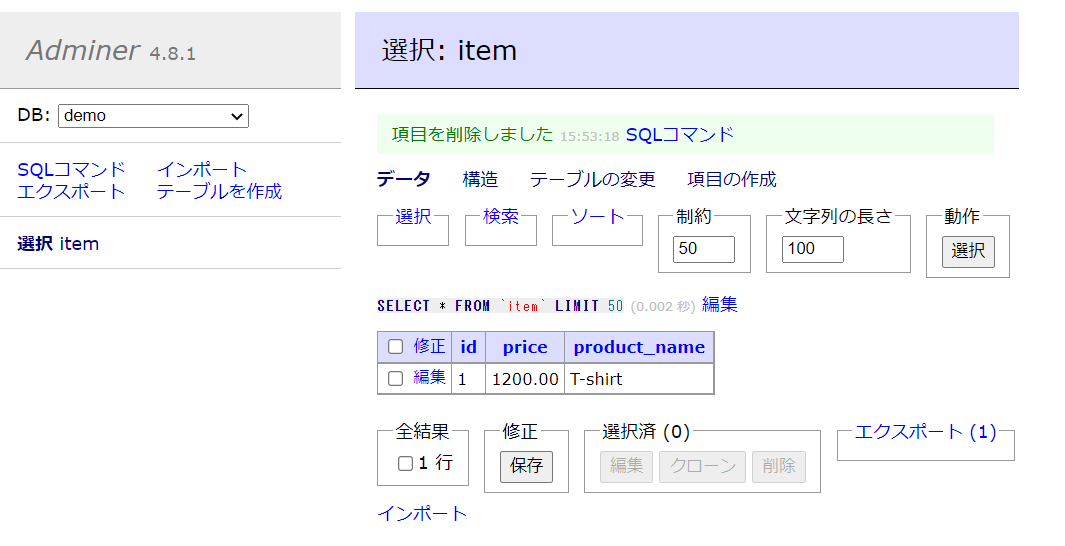 Adminer 4.8.1
DB: demo
SQLコマンド インポート
エクスポート テーブルを作成
選択 item
選択: item
項目を削除しました 15:53:18 SQLコマンド
データ 構造 テーブルの変更 項目の作成
選択 検索 ソート 制約 文字列の長さ 動作
50 100 選択
SELECT * FROM `item` LIMIT 50 (0.002 秒) 編集
修正 id price product_name
編集 1 1200.00 T-shirt
全結果 修正 選択済 (0) エクスポート (1)
1 行 保存 編集 クローン 削除
インポート